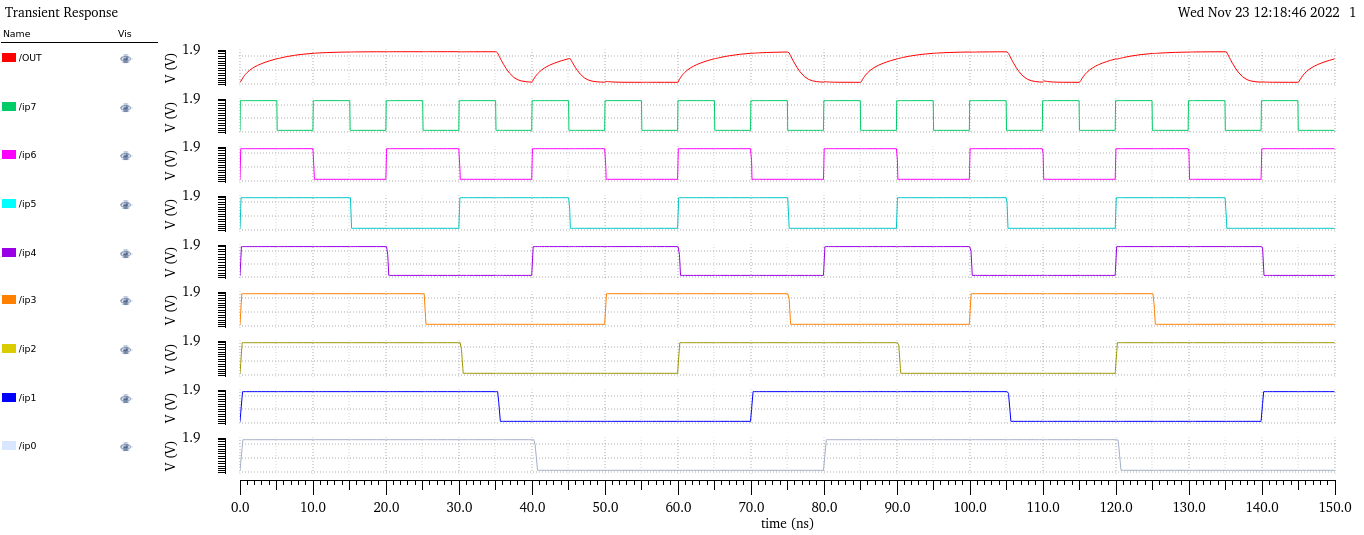 Transient Response Wed Nov 23 12:18:46 2022 1
Name Vis
/OUT V (V) 1.9
/ip7 V (V) 1.9
/ip6 V (V) 1.9
/ip5 V (V) 1.9
/ip4 V (V) 1.9
/ip3 V (V) 1.9
/ip2 V (V) 1.9
/ip1 V (V) 1.9
/ip0 V (V) 1.9
0.0 10.0 20.0 30.0 40.0 50.0 60.0 70.0 80.0 90.0 100.0 110.0 120.0 130.0 140.0 150.0
time (ns)